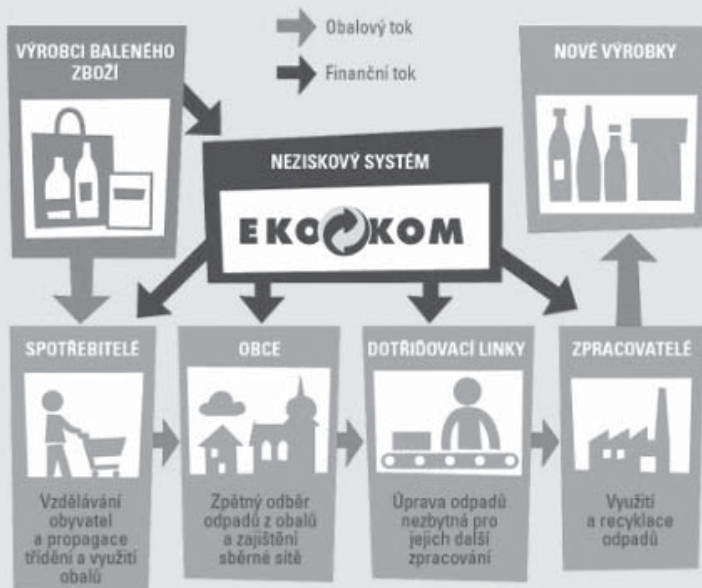 Obalový tok
Finanční tok
VÝROBCI BALENÉHO
ZBOŽÍ
NOVÉ VÝROBKY
NEZISKOVÝ SYSTÉM
EKO KOM
SPOTŘEBITELÉ
Vzdělávání
obyvatel
a propagace
třídění a využití
obalů
OBCE
Zpětný odběr
odpadů z obalů
a zajištění
sběrné sítě
DOTŘIĎOVACÍ LINKY
Úprava odpadů
nezbytná pro
jejich další
zpracování
ZPRACOVATELÉ
Využití
a recyklace
odpadů